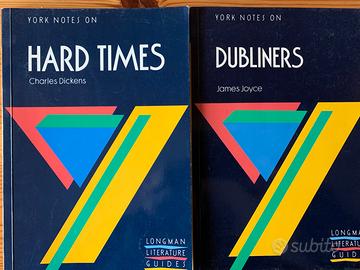 YORK NOTES ON
HARD TIMES
Charles Dickens
LONGMAN
LITERATURE
GUIDES
YORK NOTES ON
DUBLINERS
James Joyce
LONGMAN
LITERATURE
GUIDES
subito